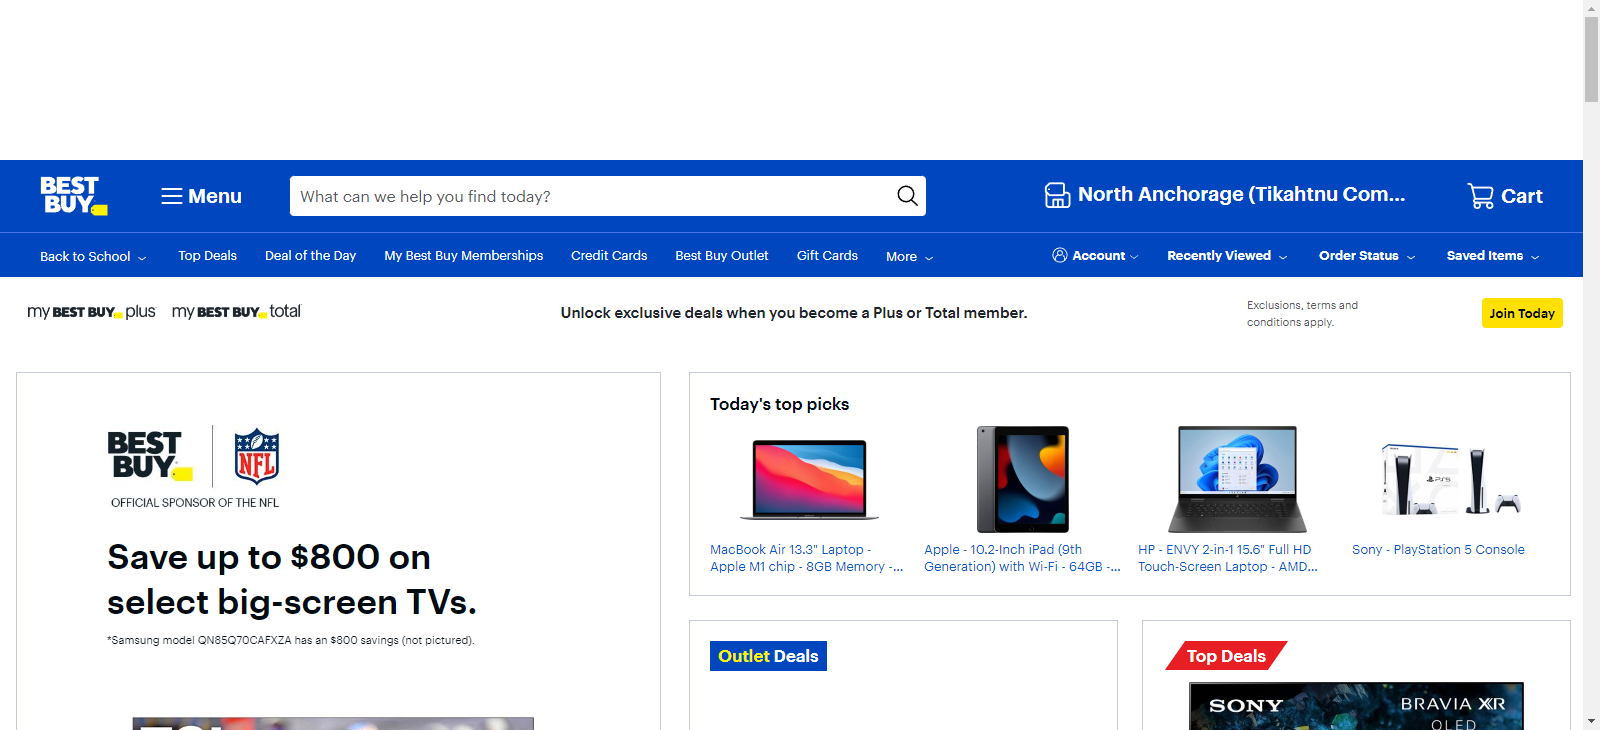 BEST BUY
Menu
What can we help you find today?
North Anchorage (Tikahtnu Com...
Cart
Back to School
Top Deals
Deal of the Day
My Best Buy Memberships
Credit Cards
Best Buy Outlet
Gift Cards
More
Account
Recently Viewed
Order Status
Saved Items
my BEST BUY plus
my BEST BUY total
Unlock exclusive deals when you become a Plus or Total member.
Exclusions, terms and
conditions apply.
Join Today
BEST BUY
NFL
OFFICIAL SPONSOR OF THE NFL
Save up to $800 on
select big-screen TVs.
*Samsung model QN85Q70CAFXZA has an $800 savings (not pictured).
Today's top picks
MacBook Air 13.3" Laptop -
Apple M1 chip - 8GB Memory -...
Apple - 10.2-Inch iPad (9th
Generation) with Wi-Fi - 64GB -...
HP - ENVY 2-in-1 15.6" Full HD
Touch-Screen Laptop - AMD...
PS5
Sony - PlayStation 5 Console
Outlet Deals
Top Deals
SONY
BRAVIA XR
OLED